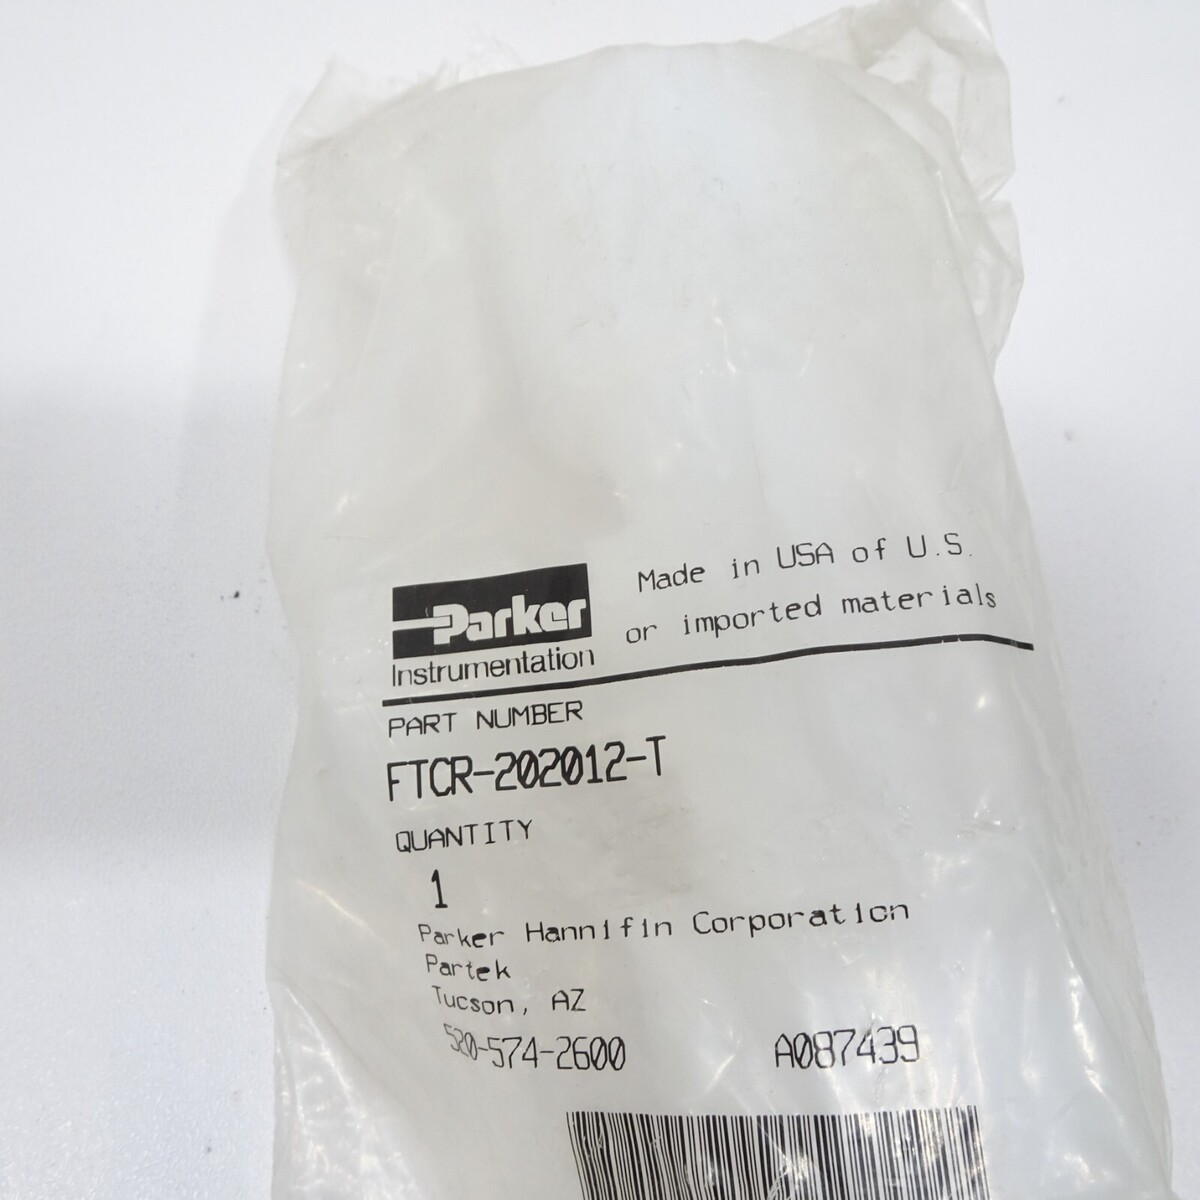 Parker
Instrumentation
Made in USA of U.S.
or imported materials
PART NUMBER
FTCR-202012-T
QUANTITY
1
Parker Hannifin Corporation
Partek
Tucson, AZ
520-574-2600 A087439